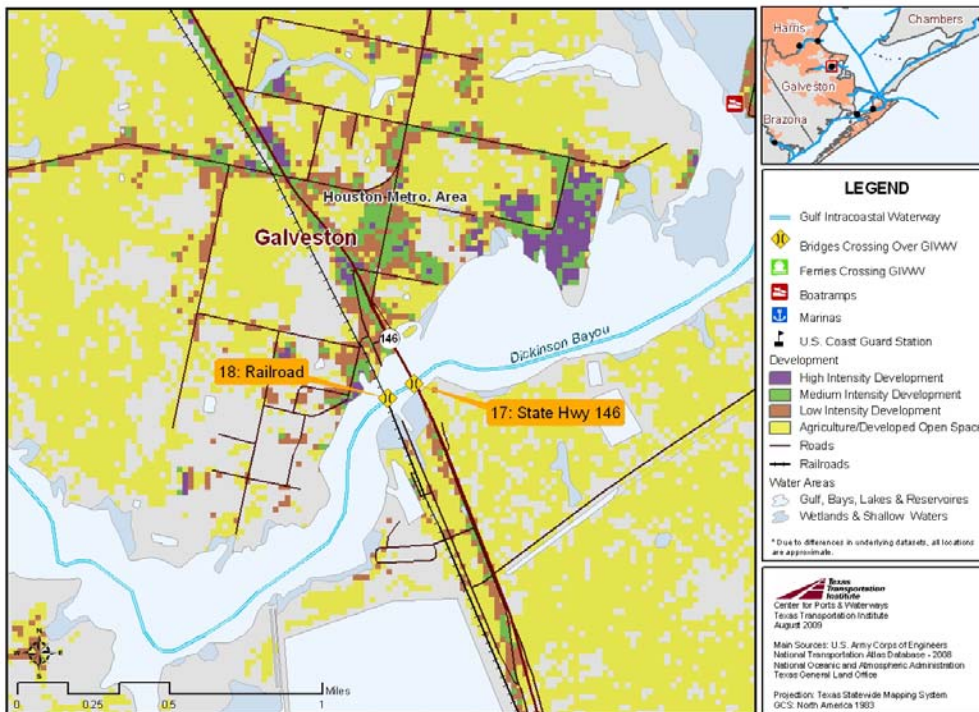 Houston Metro. Area
Galveston
146
Dickinson Bayou
18: Railroad
17: State Hwy 146
N
W
E
S
Miles
0
0.25
0.5
1
Harris
Chambers
Galveston
Brazoria
LEGEND
Gulf Intracoastal Waterway
Bridges Crossing Over GIWW
Ferries Crossing GIWW
Boatramps
Marinas
U.S. Coast Guard Station
Development
High Intensity Development
Medium Intensity Development
Low Intensity Development
Agriculture/Developed Open Space
Roads
Railroads
Water Areas
Gulf, Bays, Lakes & Reservoires
Wetlands & Shallow Waters
* Due to differences in underlying datasets, all locations
are approximate.
Texas
Transportation
Institute
Center for Ports & Waterways
Texas Transportation Institute
August 2009
Main Sources: U.S. Army Corps of Engineers
National Transportation Atlas Database - 2008
National Oceanic and Atmospheric Administration
Texas General Land Office
Projection: Texas Statewide Mapping System
GCS: North America 1983